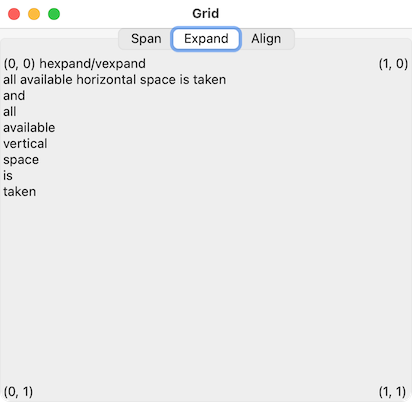 Grid
Span Expand Align
(0, 0) hexpand/vexpand (1, 0)
all available horizontal space is taken
and
all
available
vertical
space
is
taken
(0, 1) (1, 1)